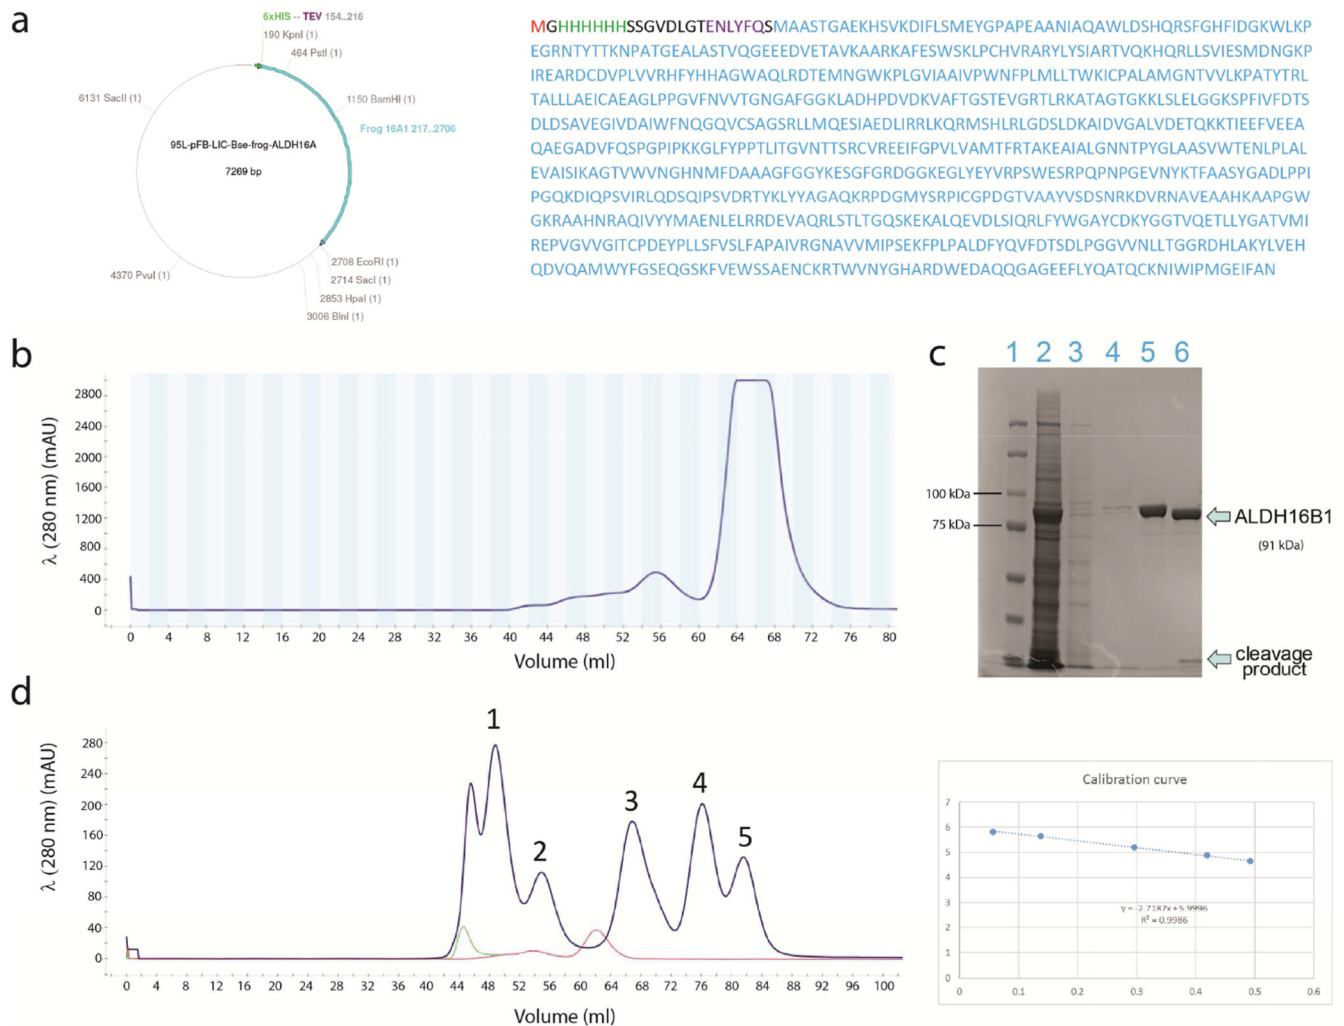 a
6xHIS -- TEV 154..216
190 KpnI (1)
464 PstI (1)
6131 SacII (1)
1150 BamHI (1)
Frog 16A1 217..2706
95L-pFB-LIC-Bse-frog-ALDH16A
7269 bp
4370 PvuI (1)
2708 EcoRI (1)
2714 SacI (1)
2853 HpaI (1)
3006 BlnI (1)
MGHHHHHHSSGVDLGTENLYFQSMAASTGAEKHSVKDIFLSMEYGPAPEAANIAQAWLDSHQRSFGHFIDGKWLKP
EGRNTYTTKNPATGEALASTVQGEEEDVETAVKAARKAFESWSKLPCHVRARYLYSIARTVQKHQRLLSVIESMDNGKP
IREARDCDVPLVVRHFYHHAGWAQLRDTEMNGWKPLGVIAAIVPWNFPLMLLTWKICPALAMGNTVVLKPATYTRL
TALLLAEICAEAGLPPGVFNVVTGNGAFGGKLADHPDVDKVAFTGSTEVGRTLRKATAGTGKKLSLELGGKSPFIVFDTS
DLDSAVEGIVDAIWFNQGQVCSAGSRLLMQESIAEDLIRRLKQRMSHLRLGDSLDKAIDVGALVDETQKKTIEEFVEEA
QAEGADVFQSPGPIPKKGLFYPPTLITGVNTTSRCVREEIFGPVLVAMTFRTAKEAIALGNNTPYGLAASVWTENLPLAL
EVAISIKAGTVWVNGHNMFDAAAGFGGYKESGFGRDGGKEGLYEYVRPSWESRPQPNPGEVNYKTFAASYGADLPPI
PGQKDIQPSVIRLQDSQIPSVDRTYKLYYAGAQKRPDGMYSRPICGPDGTVAAYVSDSNRKDVRNAVEAAHKAAPGW
GKRAAHNRAQIVYYMAENLELRRDEVAQRLSTLTGQSKEKALQEVDLSIQRLFYWGAYCDKYGGTVQETLLYGATVMI
REPVGVVGITCPDEYPLLSFVSLFAPAIVRGNAVVMIPSEKFPLPALDFYQVFDTSDLPGGVVNLLTGGRDHLAKYLVEH
QDVQAMWYFGSEQGSKFVEWSSAENCKRTWVNYGHARDWEDAQQGAGEEFLYQATQCKNIWIPMGEIFAN
b
λ (280 nm) (mAU)
2800
2400
2000
1600
1200
800
400
0
0 4 8 12 16 20 24 28 32 36 40 44 48 52 56 60 64 68 72 76 80
Volume (ml)
c
1 2 3 4 5 6
100 kDa
75 kDa
ALDH16B1
(91 kDa)
cleavage
product
d
λ (280 nm) (mAU)
280
240
200
160
120
80
40
0
1
2
3
4
5
0 4 8 12 16 20 24 28 32 36 40 44 48 52 56 60 64 68 72 76 80 84 88 92 96 100
Volume (ml)
Calibration curve
7
6
5
4
3
2
1
0
y = -2.7187x + 5.9996
R² = 0.9986
0 0.1 0.2 0.3 0.4 0.5 0.6